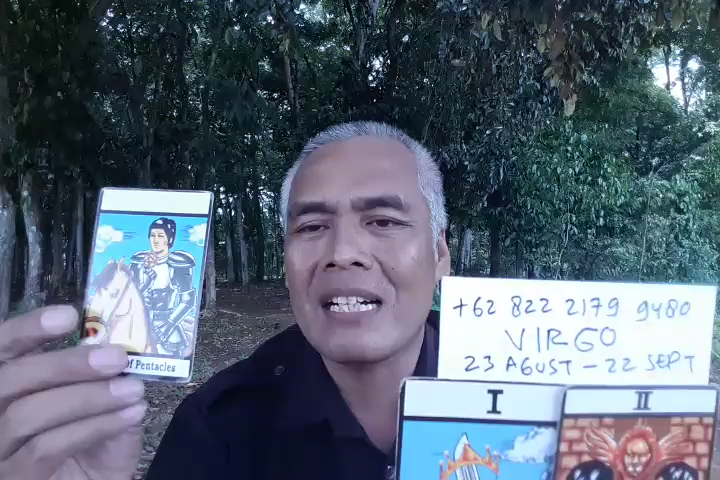 of Pentacles
+62 822 2179 9480
VIRGO
23 AGUST - 22 SEPT
I
II